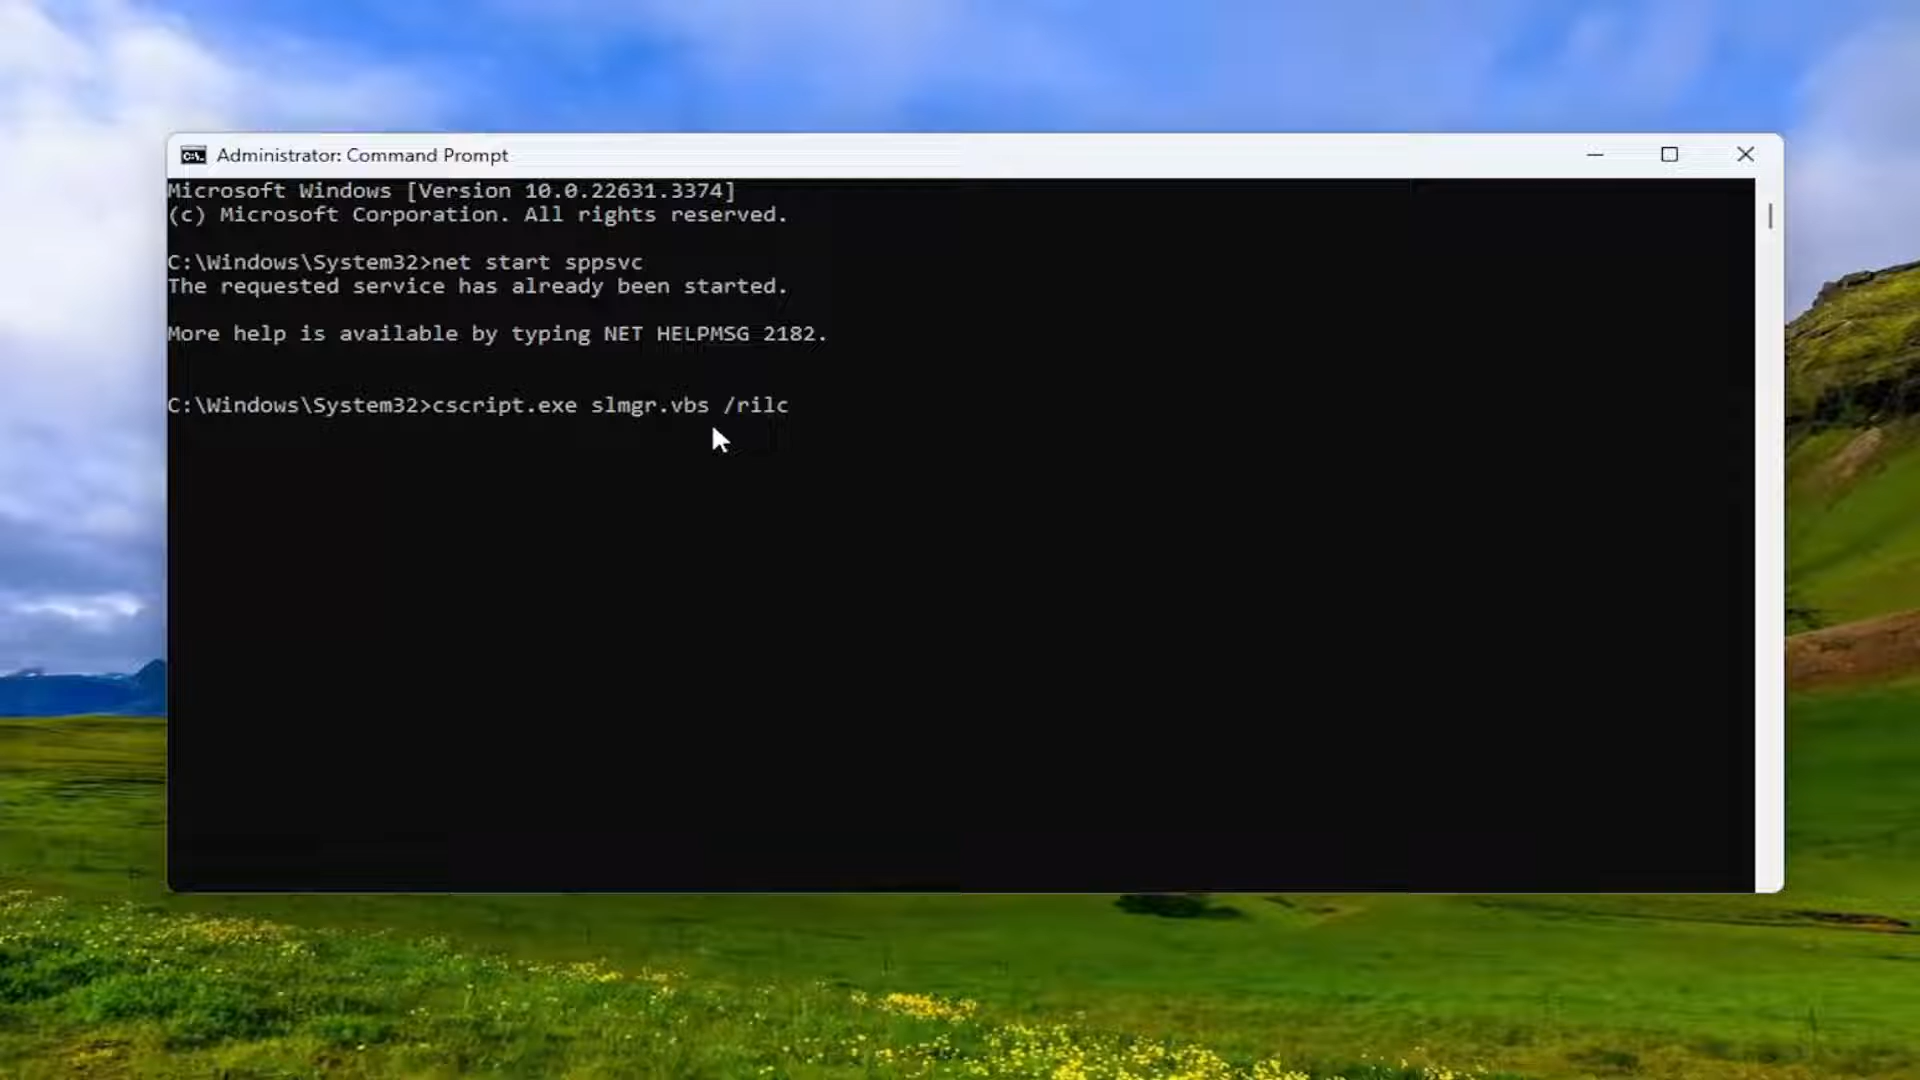 Administrator: Command Prompt
Microsoft Windows [Version 10.0.22631.3374]
(c) Microsoft Corporation. All rights reserved.
C:\Windows\System32>net start sppsvc
The requested service has already been started.
More help is available by typing NET HELPMSG 2182.
C:\Windows\System32>cscript.exe slmgr.vbs /rilc